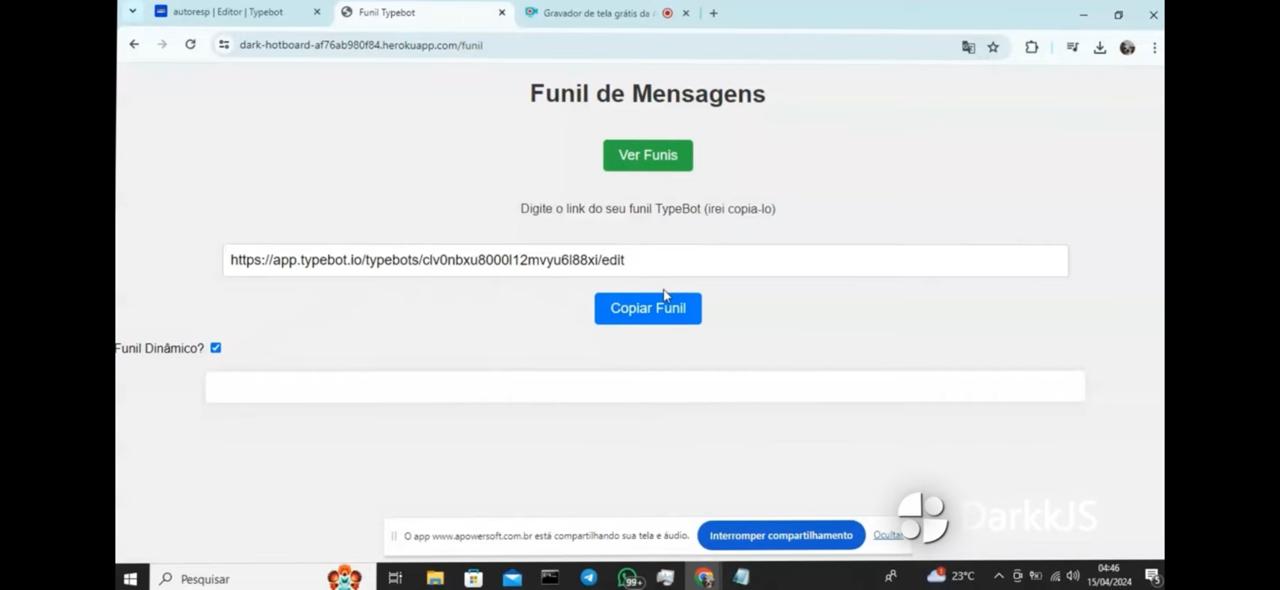 autoresp | Editor | Typebot
Funil Typebot
Gravador de tela grátis da
dark-hotboard-af76ab980f84.herokuapp.com/funil
Funil de Mensagens
Ver Funis
Digite o link do seu funil TypeBot (irei copia-lo)
https://app.typebot.io/typebots/clv0nbxu8000l12mvyu6l88xi/edit
Copiar Funil
Funil Dinâmico?
DarkkJS
O app www.apowersoft.com.br está compartilhando sua tela e áudio.
Interromper compartilhamento
Ocultar
Pesquisar
99+
23°C
04:46
15/04/2024
5